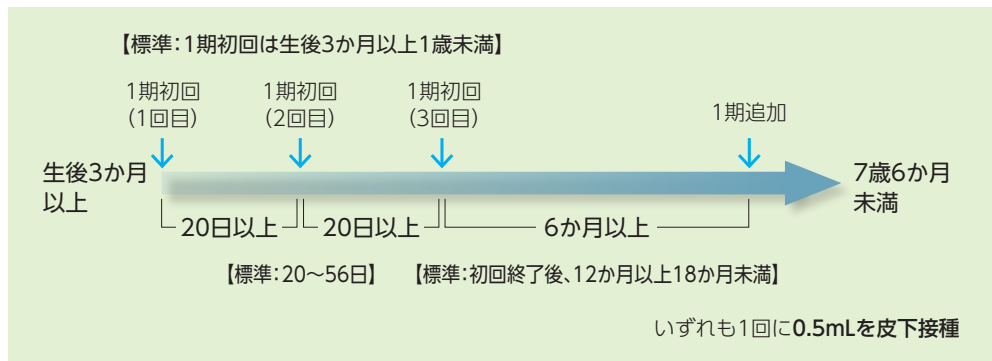 【標準：1期初回は生後3か月以上1歳未満】
1期初回
（1回目）
1期初回
（2回目）
1期初回
（3回目）
1期追加
生後3か月
以上
7歳6か月
未満
20日以上
20日以上
6か月以上
【標準：20〜56日】
【標準：初回終了後、12か月以上18か月未満】
いずれも1回に0.5mLを皮下接種